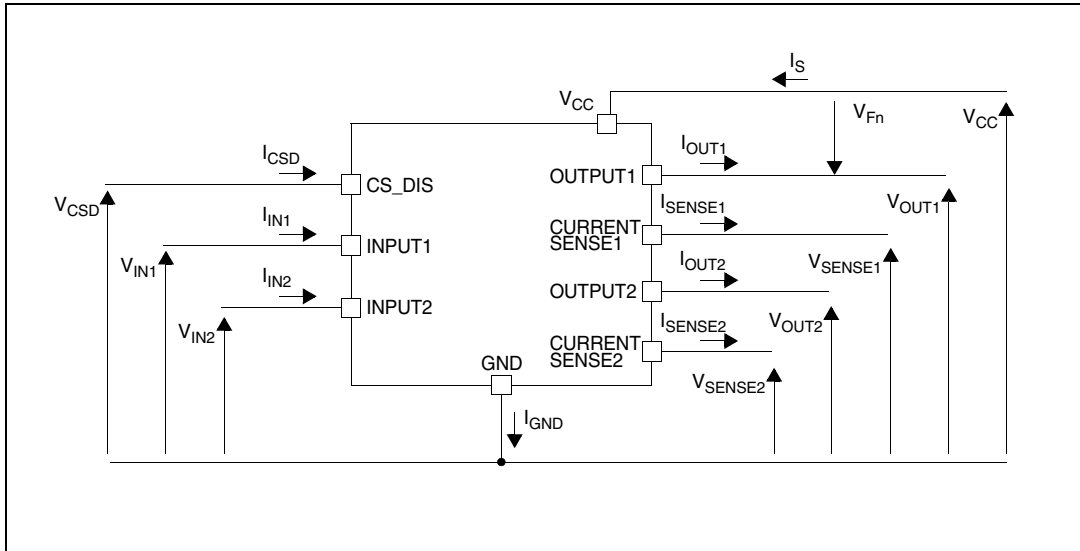 I_S
V_CC
V_Fn
V_CC
I_CSD
I_OUT1
CS_DIS
OUTPUT1
V_CSD
I_IN1
I_SENSE1
V_OUT1
INPUT1
CURRENT
SENSE1
V_IN1
I_IN2
I_OUT2
V_SENSE1
INPUT2
OUTPUT2
V_IN2
I_SENSE2
V_OUT2
CURRENT
SENSE2
GND
V_SENSE2
I_GND